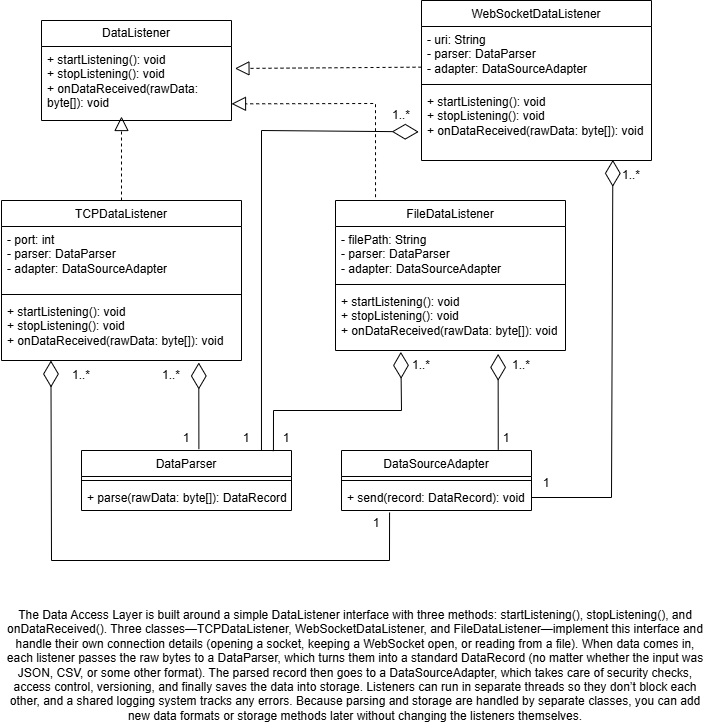 DataListener
+ startListening(): void
+ stopListening(): void
+ onDataReceived(rawData:
byte[]): void
WebSocketDataListener
- uri: String
- parser: DataParser
- adapter: DataSourceAdapter
+ startListening(): void
+ stopListening(): void
+ onDataReceived(rawData: byte[]): void
1..*
1..*
TCPDataListener
- port: int
- parser: DataParser
- adapter: DataSourceAdapter
+ startListening(): void
+ stopListening(): void
+ onDataReceived(rawData: byte[]): void
FileDataListener
- filePath: String
- parser: DataParser
- adapter: DataSourceAdapter
+ startListening(): void
+ stopListening(): void
+ onDataReceived(rawData: byte[]): void
1..*
1..*
1..*
1..*
1
1
1
1
DataParser
+ parse(rawData: byte[]): DataRecord
DataSourceAdapter
+ send(record: DataRecord): void
1
1
The Data Access Layer is built around a simple DataListener interface with three methods: startListening(), stopListening(), and
onDataReceived(). Three classes—TCPDataListener, WebSocketDataListener, and FileDataListener—implement this interface and
handle their own connection details (opening a socket, keeping a WebSocket open, or reading from a file). When data comes in,
each listener passes the raw bytes to a DataParser, which turns them into a standard DataRecord (no matter whether the input was
JSON, CSV, or some other format). The parsed record then goes to a DataSourceAdapter, which takes care of security checks,
access control, versioning, and finally saves the data into storage. Listeners can run in separate threads so they don't block each
other, and a shared logging system tracks any errors. Because parsing and storage are handled by separate classes, you can add
new data formats or storage methods later without changing the listeners themselves.